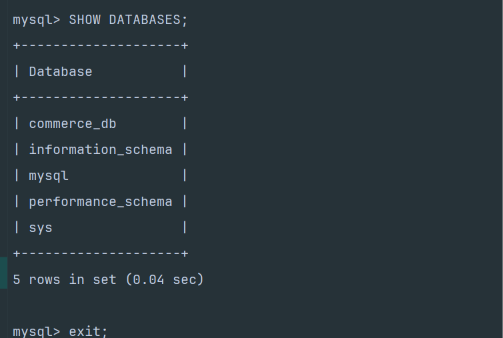 mysql> SHOW DATABASES;
+--------------------+
| Database           |
+--------------------+
| commerce_db        |
| information_schema |
| mysql              |
| performance_schema |
| sys                |
+--------------------+
5 rows in set (0.04 sec)
mysql> exit;